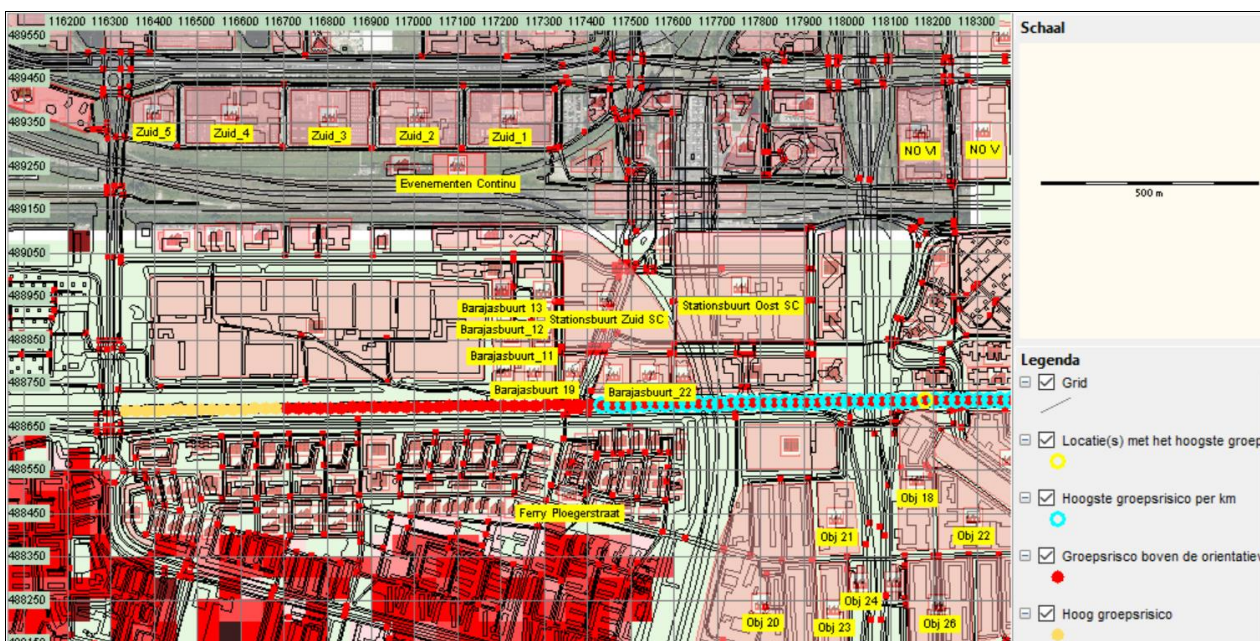 116200 116300 116400 116500 116600 116700 116800 116900 117000 117100 117200 117300 117400 117500 117600 117700 117800 117900 118000 118100 118200 118300
489550
489450
489350
489250
489150
489050
488950
488850
488750
488650
488550
488450
488350
488250
488150
Zuid_5
Zuid_4
Zuid_3
Zuid_2
Zuid_1
NO VI
NO V
Evenementen Continu
Barajasbuurt 13
Stationsbuurt Zuid SC
Stationsbuurt Oost SC
Barajasbuurt_12
Barajasbuurt_11
Barajasbuurt 19
Barajasbuurt_22
Ferry Ploegerstraat
Obj 18
Obj 21
Obj 22
Obj 24
Obj 20
Obj 23
Obj 26
Schaal
500 m
Legenda
Grid
Locatie(s) met het hoogste groep
Hoogste groepsrisico per km
Groepsrisco boven de orientatiev
Hoog groepsrisico